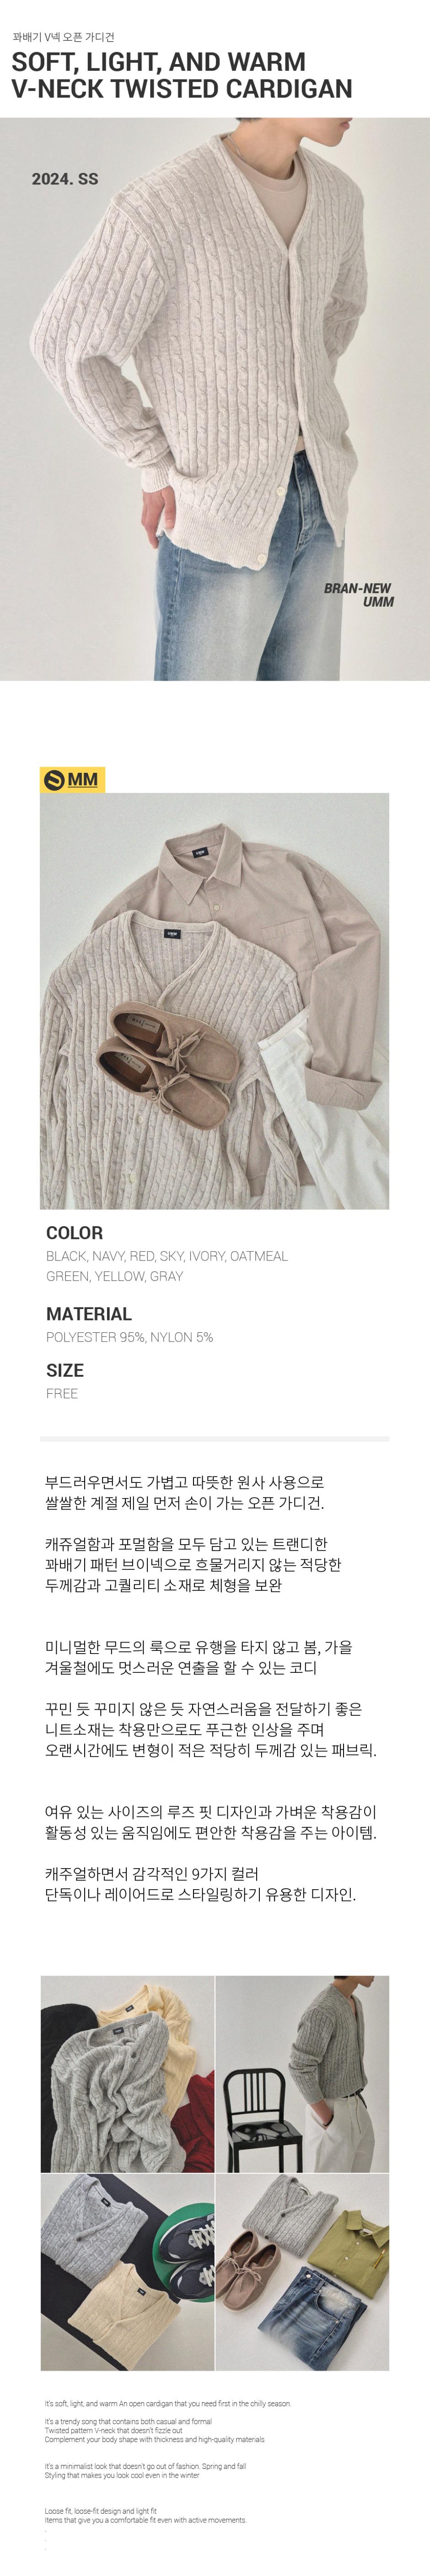 꽈배기 V넥 오픈 가디건
SOFT, LIGHT, AND WARM
V-NECK TWISTED CARDIGAN
2024. SS
BRAN-NEW
UMM
MM
COLOR
BLACK, NAVY, RED, SKY, IVORY, OATMEAL
GREEN, YELLOW, GRAY
MATERIAL
POLYESTER 95%, NYLON 5%
SIZE
FREE
부드러우면서도 가볍고 따뜻한 원사 사용으로
쌀쌀한 계절 제일 먼저 손이 가는 오픈 가디건.
캐쥬얼함과 포멀함을 모두 담고 있는 트랜디한
꽈배기 패턴 브이넥으로 흐물거리지 않는 적당한
두께감과 고퀄리티 소재로 체형을 보완
미니멀한 무드의 룩으로 유행을 타지 않고 봄, 가을
겨울철에도 멋스러운 연출을 할 수 있는 코디
꾸민 듯 꾸미지 않은 듯 자연스러움을 전달하기 좋은
니트소재는 착용만으로도 푸근한 인상을 주며
오랜시간에도 변형이 적은 적당히 두께감 있는 패브릭.
여유 있는 사이즈의 루즈 핏 디자인과 가벼운 착용감이
활동성 있는 움직임에도 편안한 착용감을 주는 아이템.
캐주얼하면서 감각적인 9가지 컬러
단독이나 레이어드로 스타일링하기 유용한 디자인.
It's soft, light, and warm An open cardigan that you need first in the chilly season.
It's a trendy song that contains both casual and formal
Twisted pattern V-neck that doesn't fizzle out
Complement your body shape with thickness and high-quality materials
It's a minimalist look that doesn't go out of fashion. Spring and fall
Styling that makes you look cool even in the winter
Loose fit, loose-fit design and light fit
Items that give you a comfortable fit even with active movements.
.
.
.